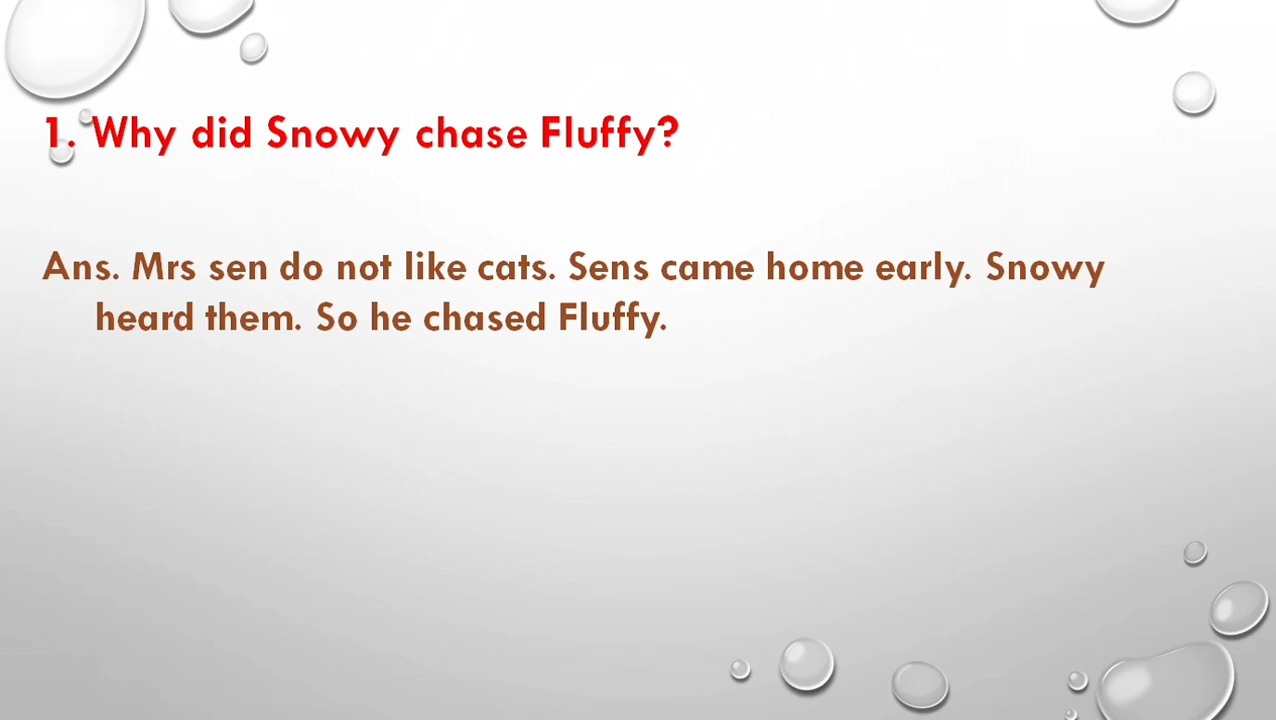 1. Why did Snowy chase Fluffy?
Ans. Mrs sen do not like cats. Sens came home early. Snowy
heard them. So he chased Fluffy.